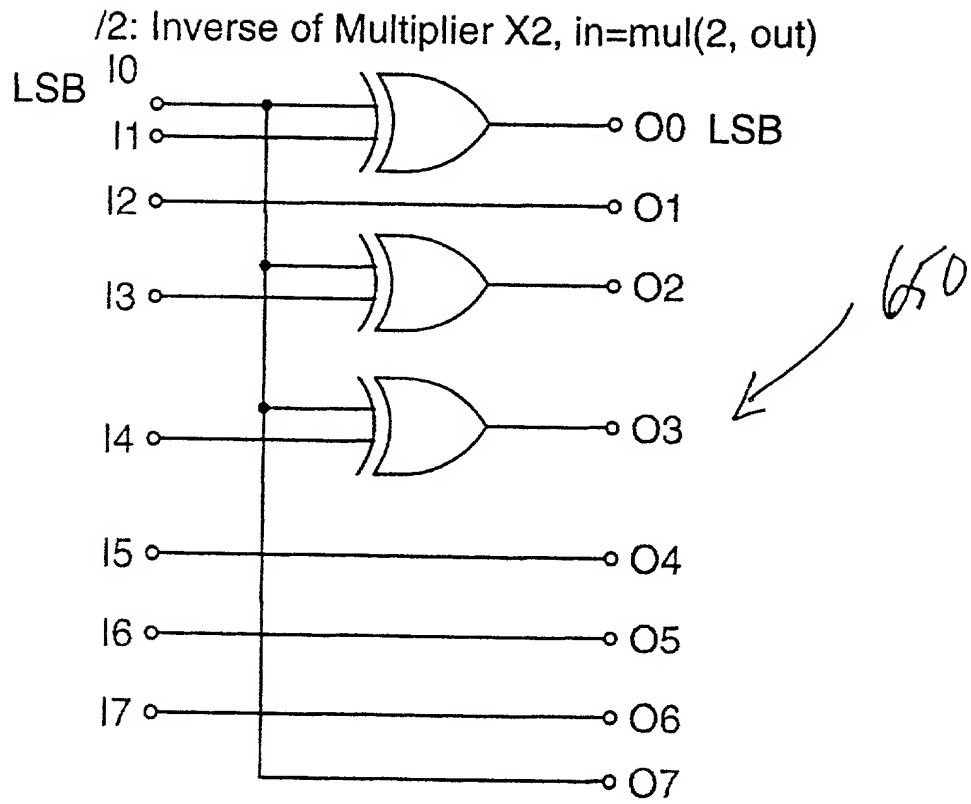 /2: Inverse of Multiplier X2, in=mul(2, out)
I0
LSB
I1
O0 LSB
I2
O1
I3
O2
650
I4
O3
I5
O4
I6
O5
I7
O6
O7